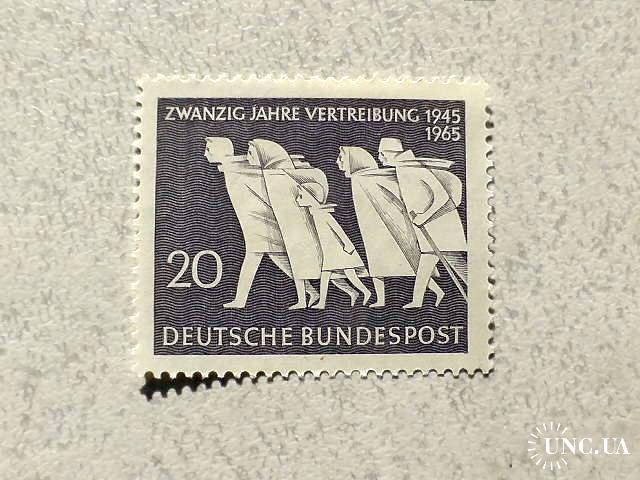 ZWANZIG JAHRE VERTREIBUNG 1945
1965
20
DEUTSCHE BUNDESPOST
UNC.UA